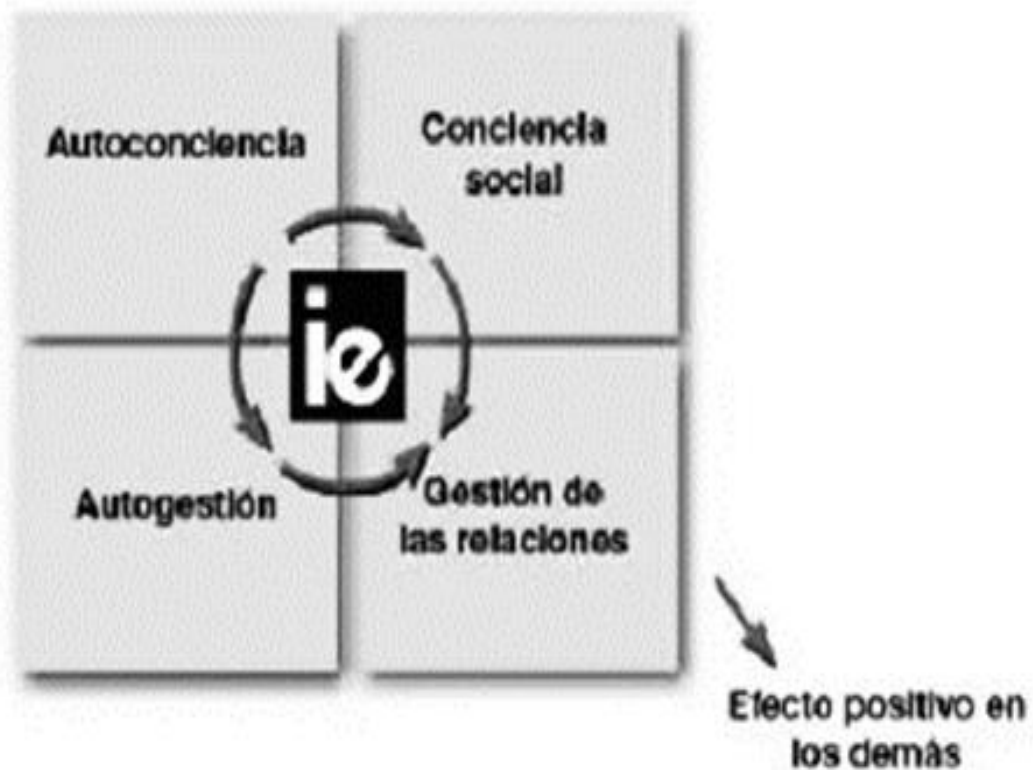 Autoconciencia
Conciencia
social
ie
Autogestión
Gestión de
las relaciones
Efecto positivo en
los demás